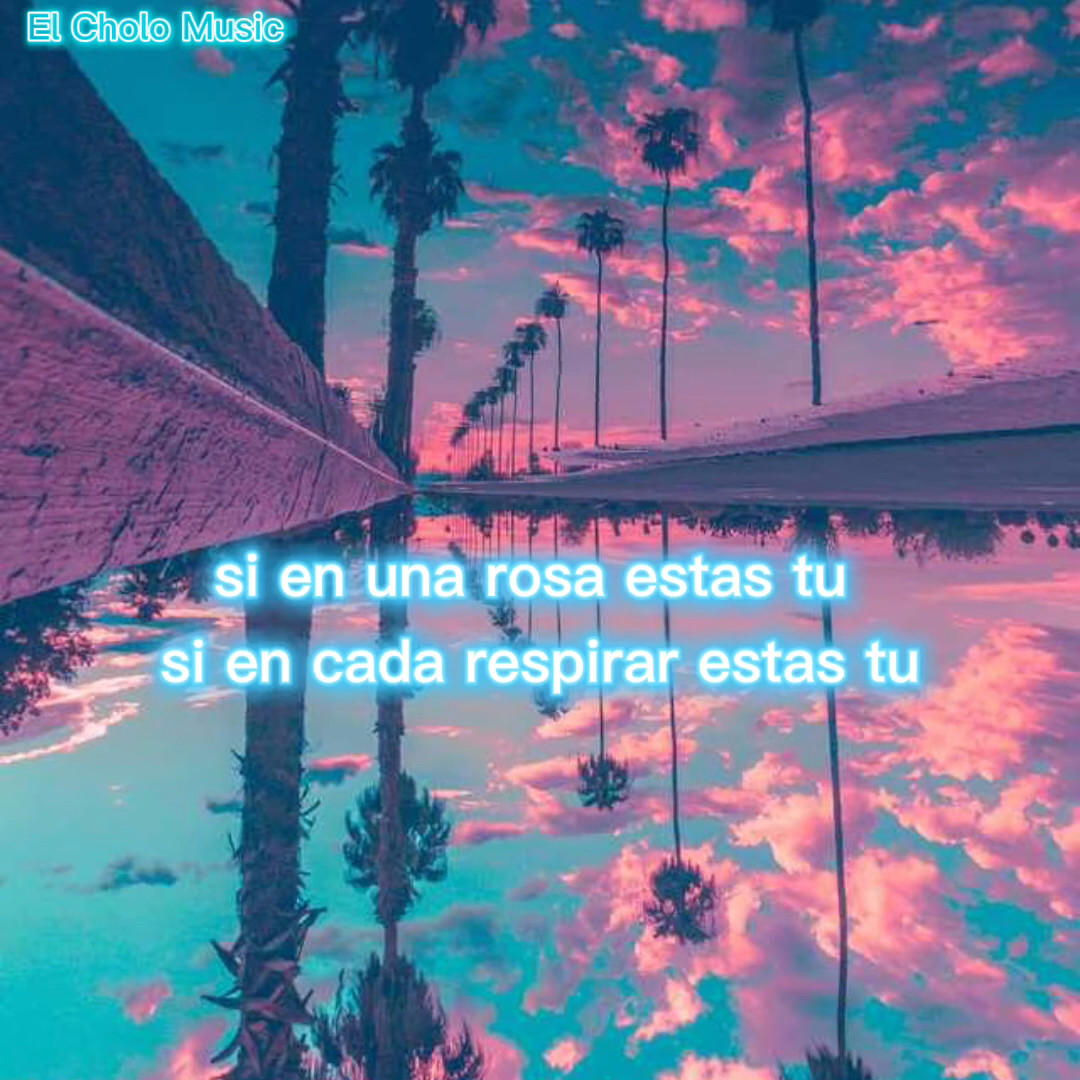 El Cholo Music
si en una rosa estas tu
si en cada respirar estas tu